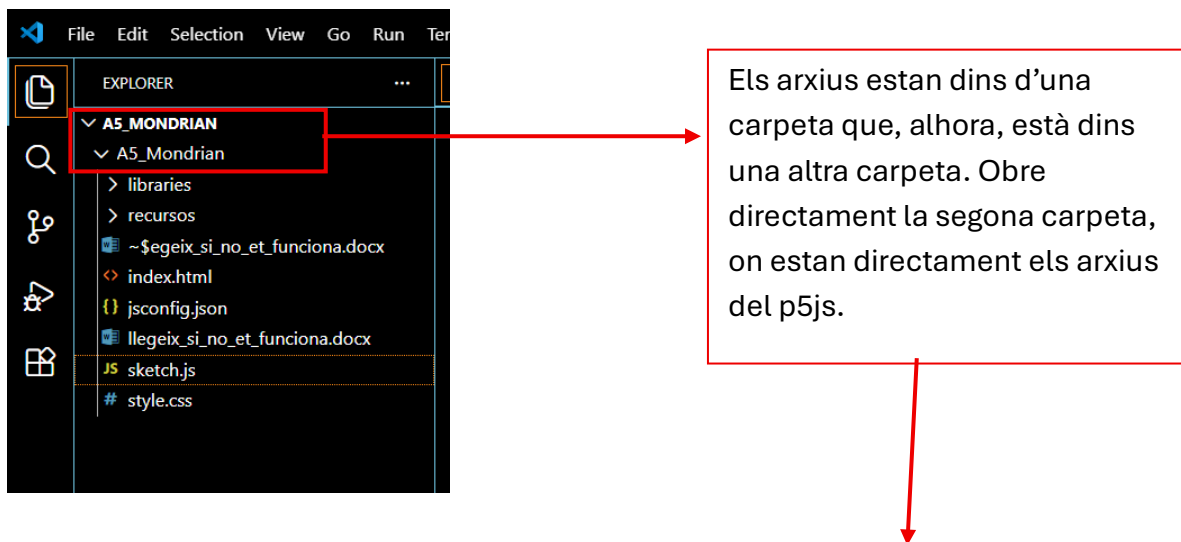 File Edit Selection View Go Run Ter
EXPLORER ...
A5_MONDRIAN
A5_Mondrian
libraries
recursos
~$egeix_si_no_et_funciona.docx
<> index.html
{} jsconfig.json
llegeix_si_no_et_funciona.docx
JS sketch.js
# style.css
Els arxius estan dins d’una
carpeta que, alhora, està dins
una altra carpeta. Obre
directament la segona carpeta,
on estan directament els arxius
del p5js.